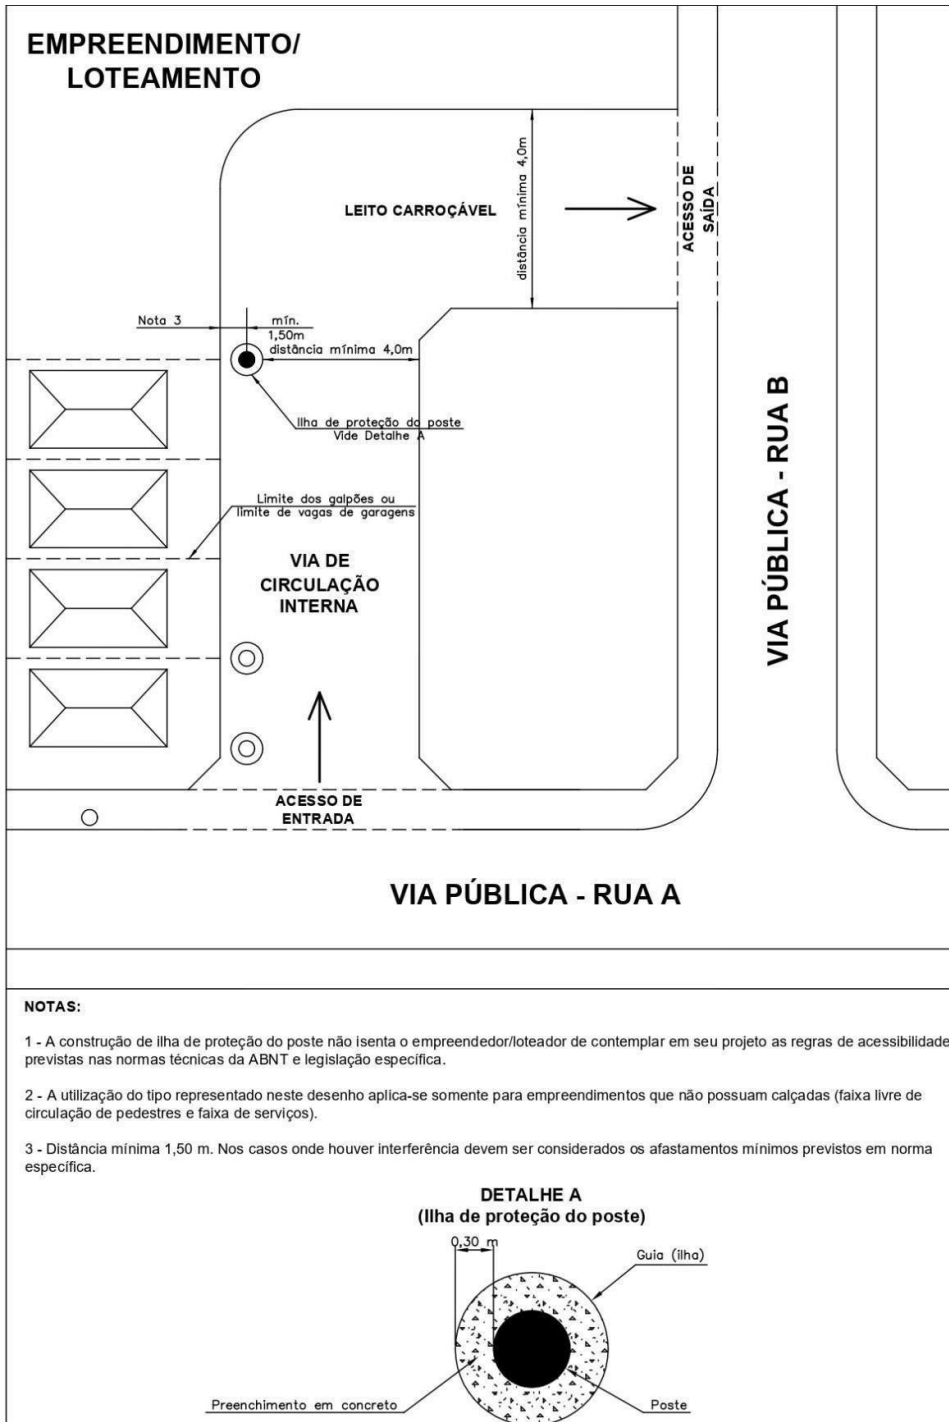 EMPREENDIMENTO/
LOTEAMENTO
distância mínima 4,0m
LEITO CARROÇÁVEL
ACESSO DE
SAÍDA
Nota 3
mín.
1,50m
distância mínima 4,0m
Ilha de proteção do poste
Vide Detalhe A
VIA PÚBLICA - RUA B
Limite dos galpões ou
limite de vagas de garagens
VIA DE
CIRCULAÇÃO
INTERNA
ACESSO DE
ENTRADA
VIA PÚBLICA - RUA A
NOTAS:
1 - A construção de ilha de proteção do poste não isenta o empreendedor/loteador de contemplar em seu projeto as regras de acessibilidade
previstas nas normas técnicas da ABNT e legislação específica.
2 - A utilização do tipo representado neste desenho aplica-se somente para empreendimentos que não possuam calçadas (faixa livre de
circulação de pedestres e faixa de serviços).
3 - Distância mínima 1,50 m. Nos casos onde houver interferência devem ser considerados os afastamentos mínimos previstos em norma
específica.
DETALHE A
(Ilha de proteção do poste)
0,30 m
Guia (ilha)
Preenchimento em concreto
Poste